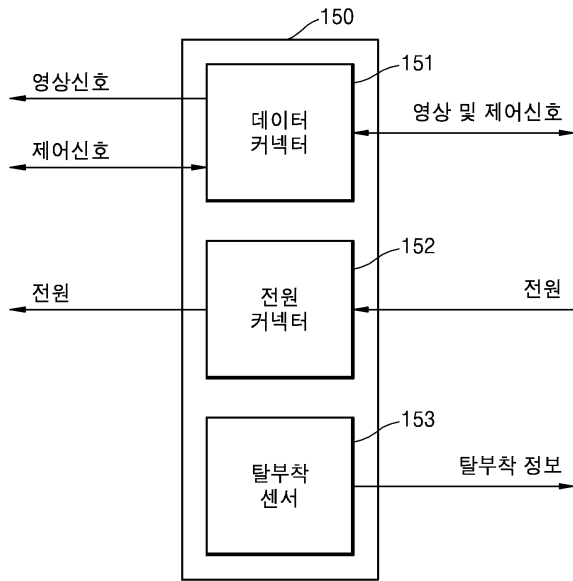 150
151
영상신호
데이터
커넥터
영상 및 제어신호
제어신호
152
전원
전원
커넥터
전원
153
탈부착
센서
탈부착 정보